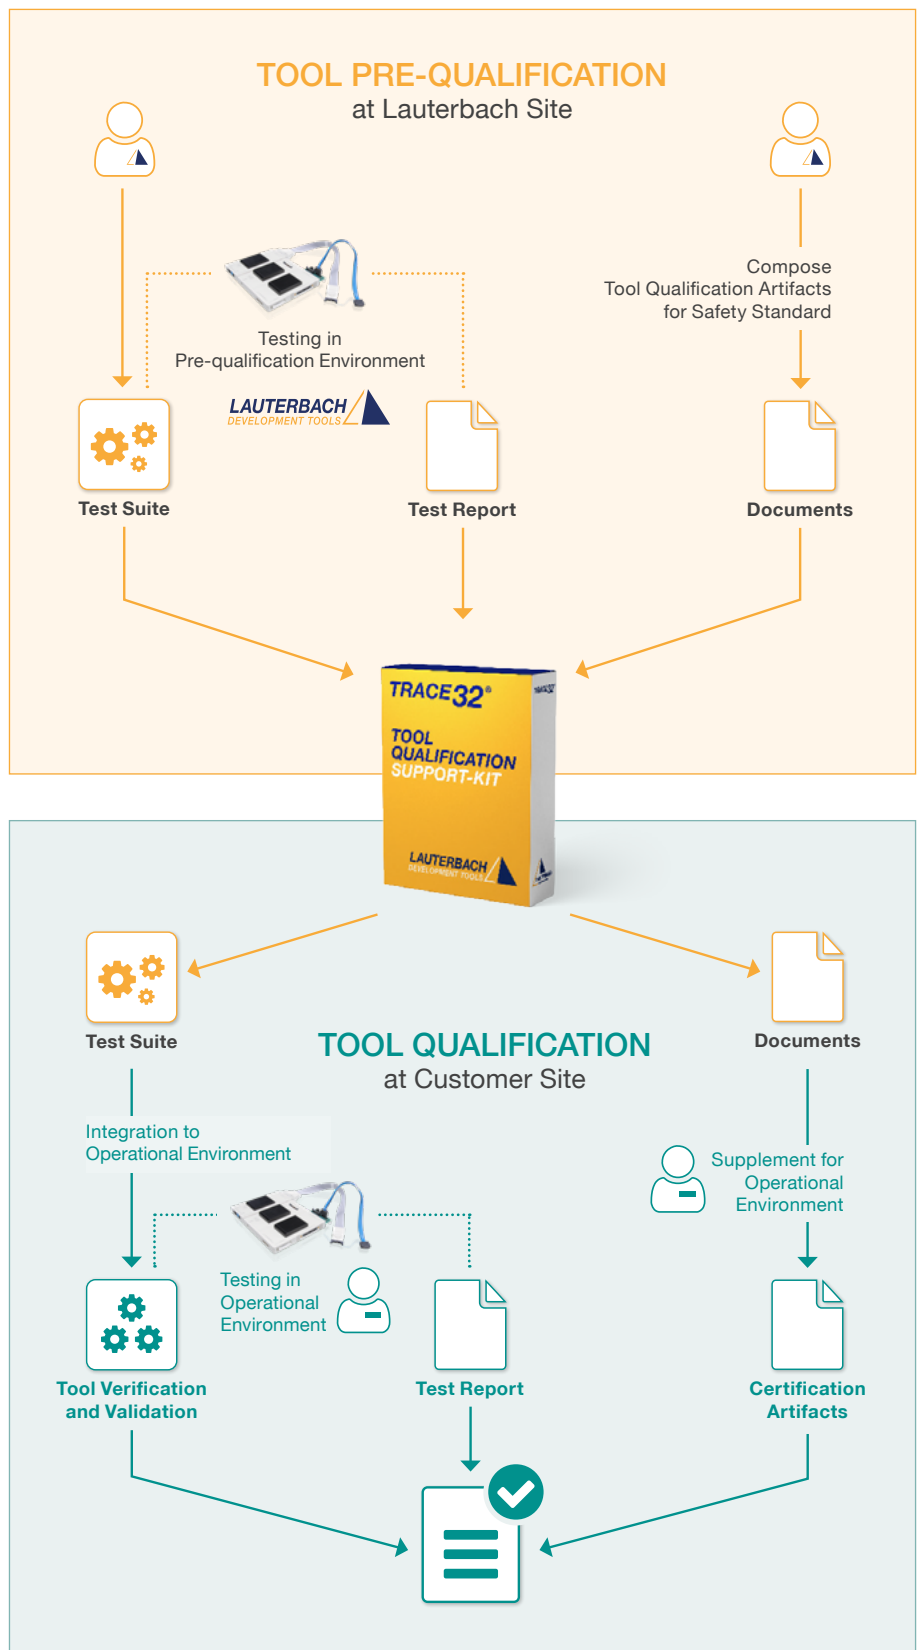 TOOL PRE-QUALIFICATION
at Lauterbach Site
Compose
Tool Qualification Artifacts
for Safety Standard
Testing in
Pre-qualification Environment
LAUTERBACH
DEVELOPMENT TOOLS
Test Suite
Test Report
Documents
TRACE32®
TRACE32
TOOL
QUALIFICATION
SUPPORT-KIT
LAUTERBACH
DEVELOPMENT TOOLS
Test Suite
Documents
TOOL QUALIFICATION
at Customer Site
Integration to
Operational Environment
Supplement for
Operational
Environment
Testing in
Operational
Environment
Tool Verification
and Validation
Test Report
Certification
Artifacts